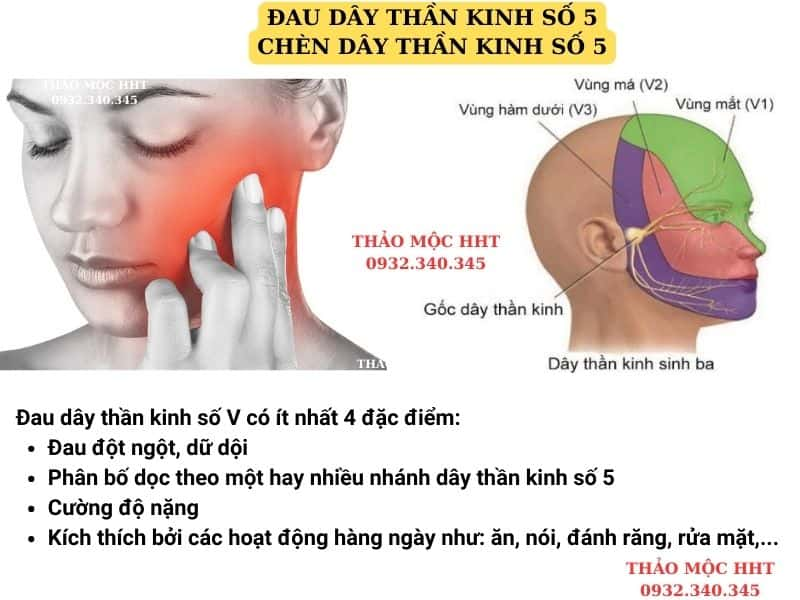 ĐAU DÂY THẦN KINH SỐ 5
CHÈN DÂY THẦN KINH SỐ 5
THẢO MỘC HHT
0932.340.345
Vùng má (V2)
Vùng hàm dưới (V3)
Vùng mắt (V1)
THẢO MỘC HHT
0932.340.345
Gốc dây thần kinh
THẢ
Dây thần kinh sinh ba
Đau dây thần kinh số V có ít nhất 4 đặc điểm:
• Đau đột ngột, dữ dội
• Phân bố dọc theo một hay nhiều nhánh dây thần kinh số 5
• Cường độ nặng
• Kích thích bởi các hoạt động hàng ngày như: ăn, nói, đánh răng, rửa mặt,...
THẢO MỘC HHT
0932.340.345